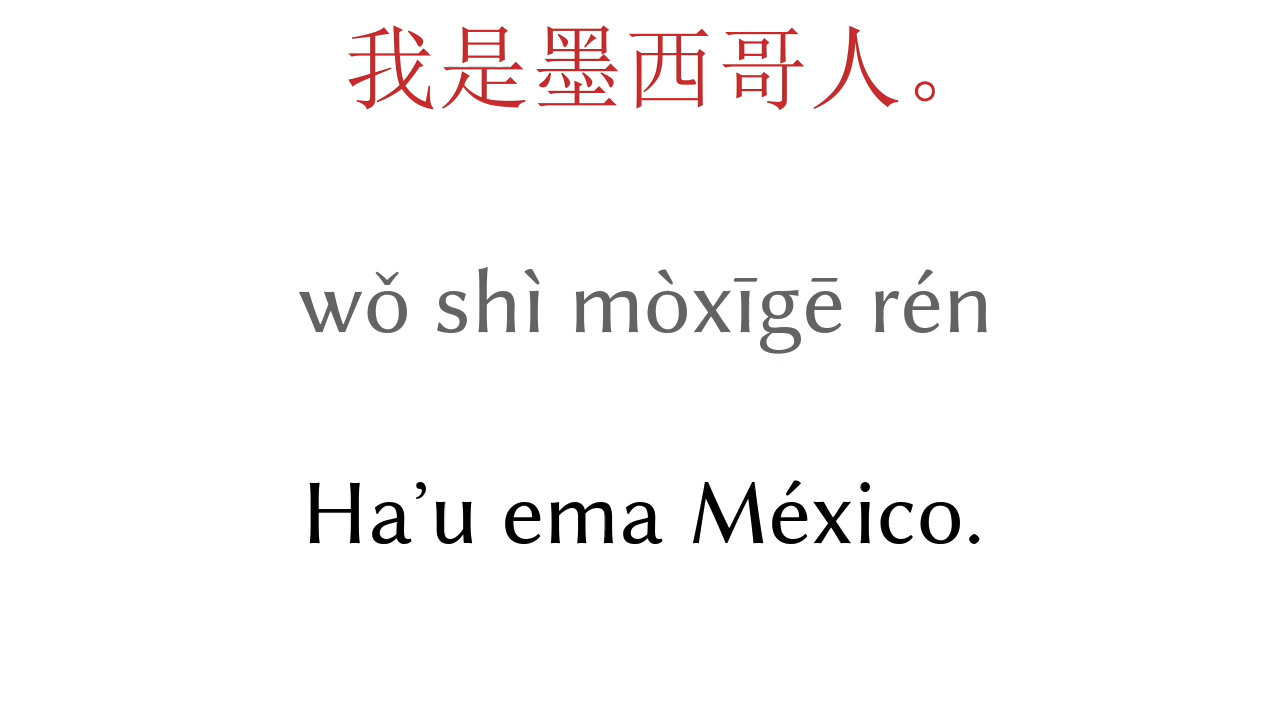 我是墨西哥人。
wǒ shì mòxīgē rén
Ha’u ema México.